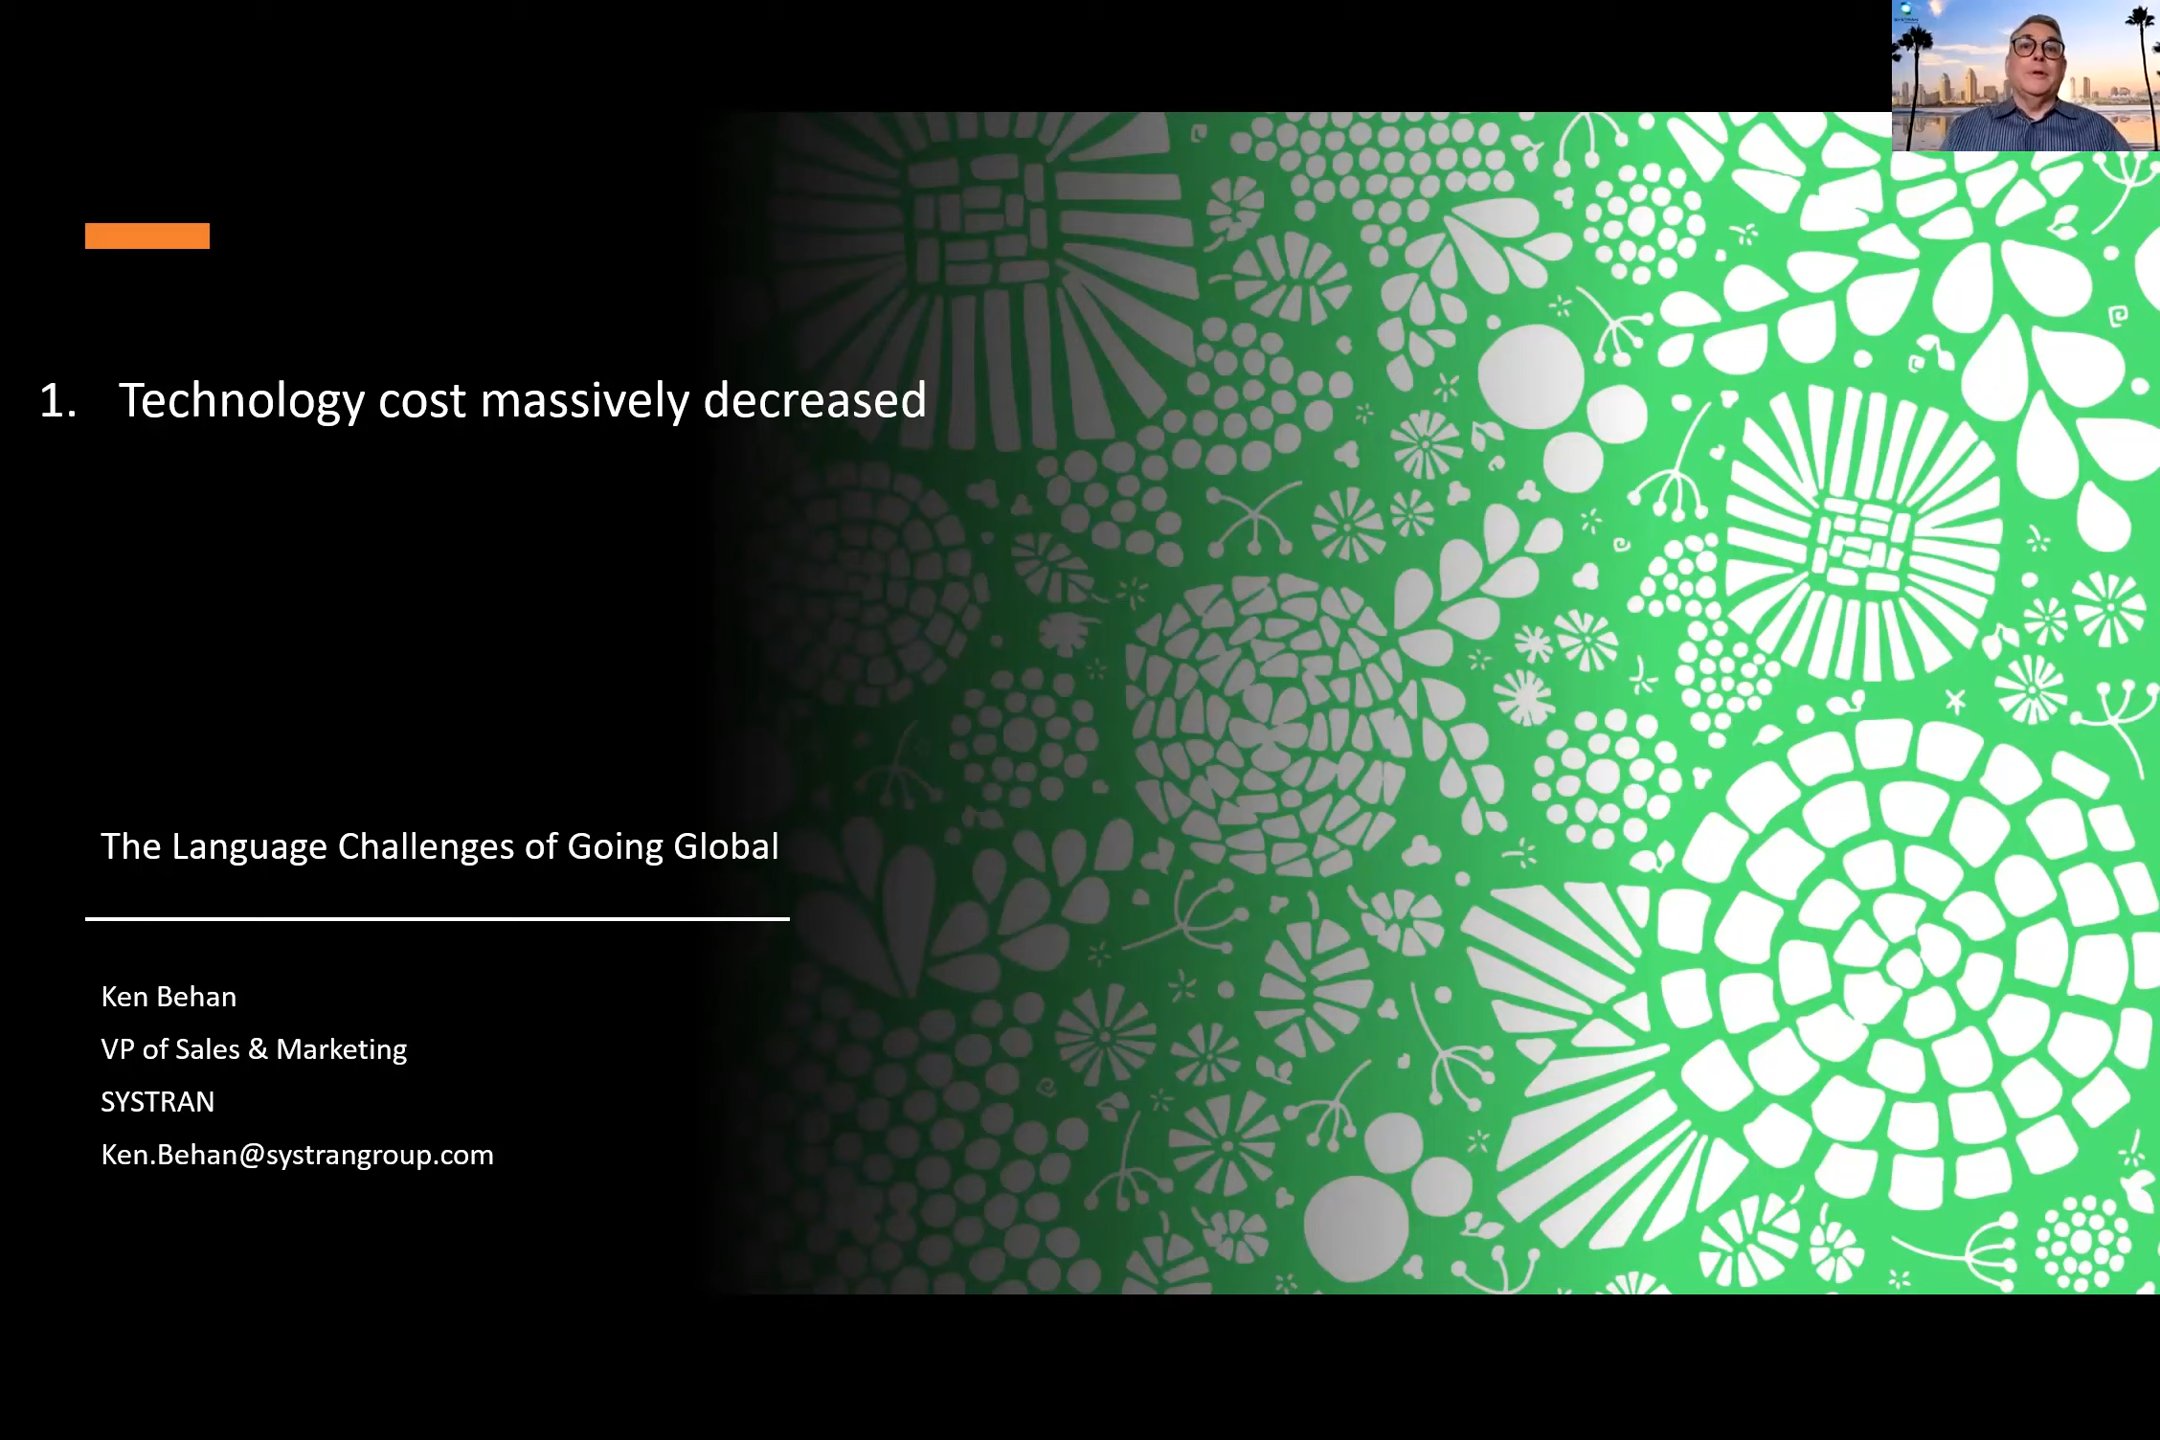 1. Technology cost massively decreased
The Language Challenges of Going Global
Ken Behan
VP of Sales & Marketing
SYSTRAN
Ken.Behan@systrangroup.com